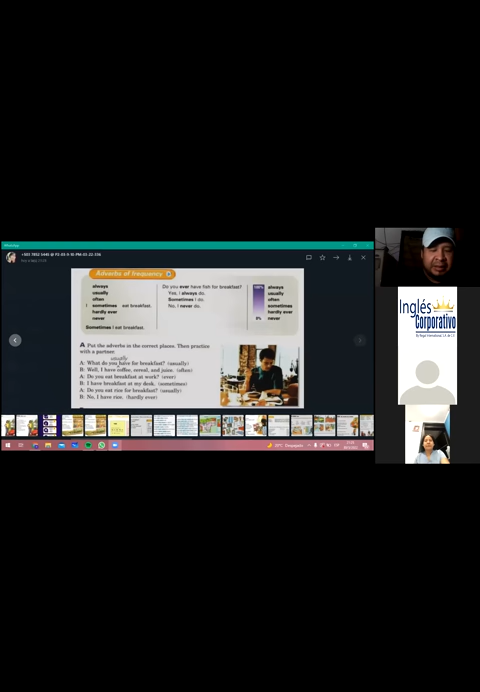 WhatsApp
Adverbs of frequency
always
usually
often
I sometimes eat breakfast.
hardly ever
never
Sometimes I eat breakfast.
Do you ever have fish for breakfast?
Yes, I always do.
Sometimes I do.
No, I never do.
100% always
usually
often
sometimes
hardly ever
0% never
A Put the adverbs in the correct places. Then practice
with a partner.
usually
A: What do you have for breakfast? (usually)
B: Well, I have coffee, cereal, and juice. (often)
A: Do you eat breakfast at work? (ever)
B: I have breakfast at my desk. (sometimes)
A: Do you eat rice for breakfast? (usually)
B: No, I have rice. (hardly ever)
Inglés
Corporativo